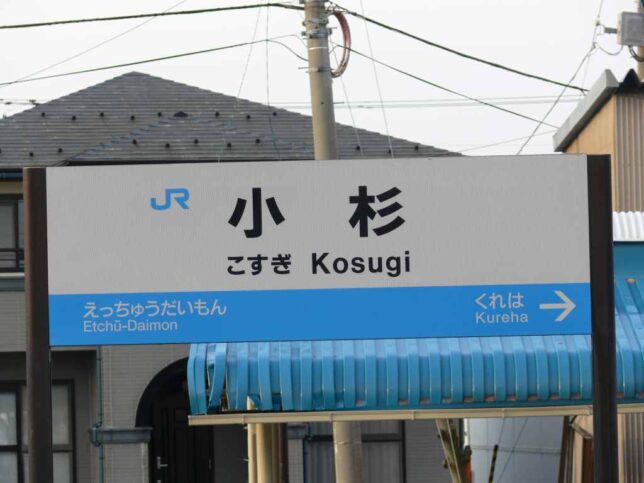 JR
小杉
こすぎ Kosugi
えっちゅうだいもん
Etchū-Daimon
くれは
Kureha